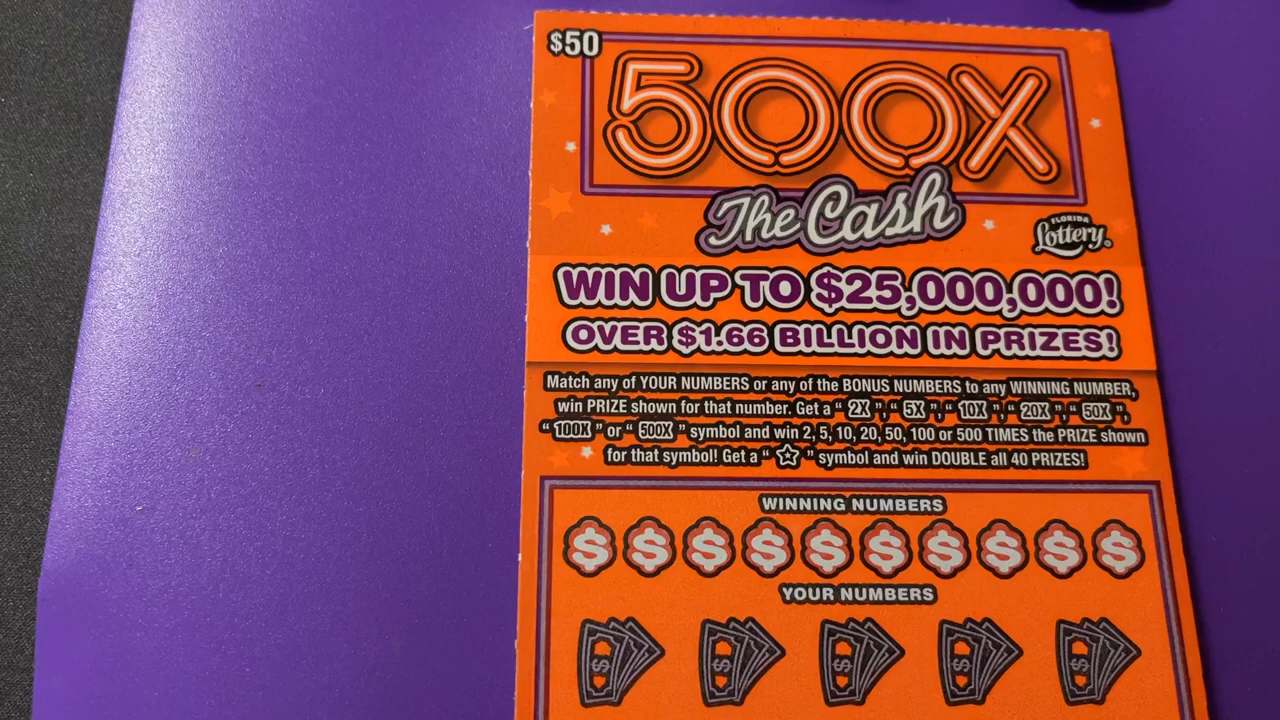 $50
500X
The Cash
FLORIDA
Lottery®
WIN UP TO $25,000,000!
OVER $1.66 BILLION IN PRIZES!
Match any of YOUR NUMBERS or any of the BONUS NUMBERS to any WINNING NUMBER,
win PRIZE shown for that number. Get a “ 2X ”, “ 5X ”, “ 10X ”, “ 20X ”, “ 50X ”,
“ 100X ” or “ 500X ” symbol and win 2, 5, 10, 20, 50, 100 or 500 TIMES the PRIZE shown
for that symbol! Get a “ ☆ ” symbol and win DOUBLE all 40 PRIZES!
WINNING NUMBERS
$ $ $ $ $ $ $ $ $ $
YOUR NUMBERS
$ $ $ $ $